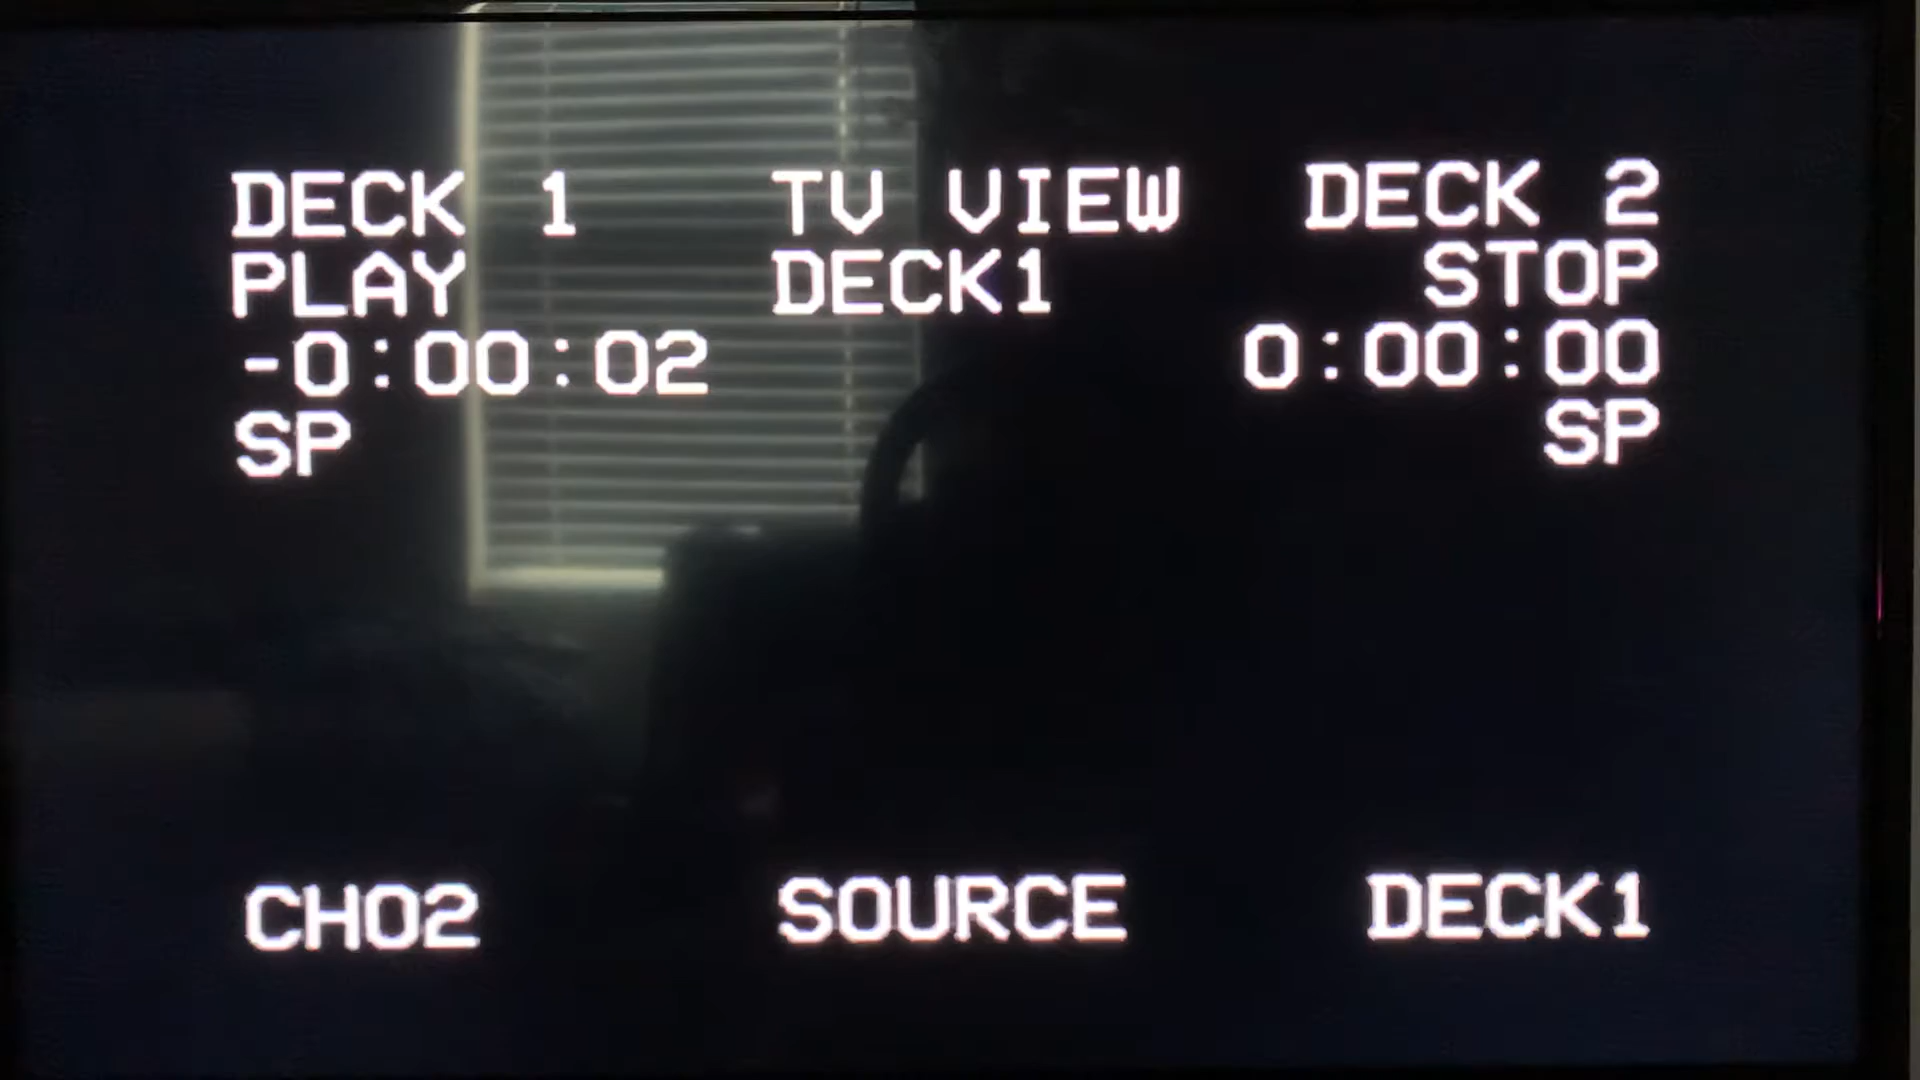 DECK 1 TV VIEW DECK 2
PLAY DECK1 STOP
-0:00:02 0:00:00
SP SP
CH02 SOURCE DECK1